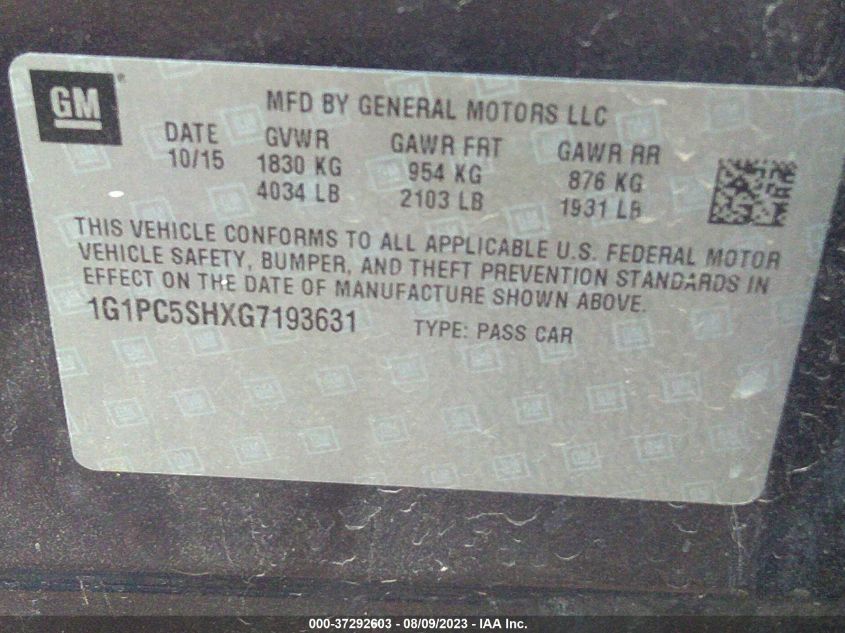 GM ®
MFD BY GENERAL MOTORS LLC
DATE GVWR GAWR FRT GAWR RR
10/15 1830 KG 954 KG 876 KG
4034 LB 2103 LB 1931 LB
THIS VEHICLE CONFORMS TO ALL APPLICABLE U.S. FEDERAL MOTOR
VEHICLE SAFETY, BUMPER, AND THEFT PREVENTION STANDARDS IN
EFFECT ON THE DATE OF MANUFACTURE SHOWN ABOVE.
1G1PC5SHXG7193631 TYPE: PASS CAR
000-37292603 - 08/09/2023 - IAA Inc.